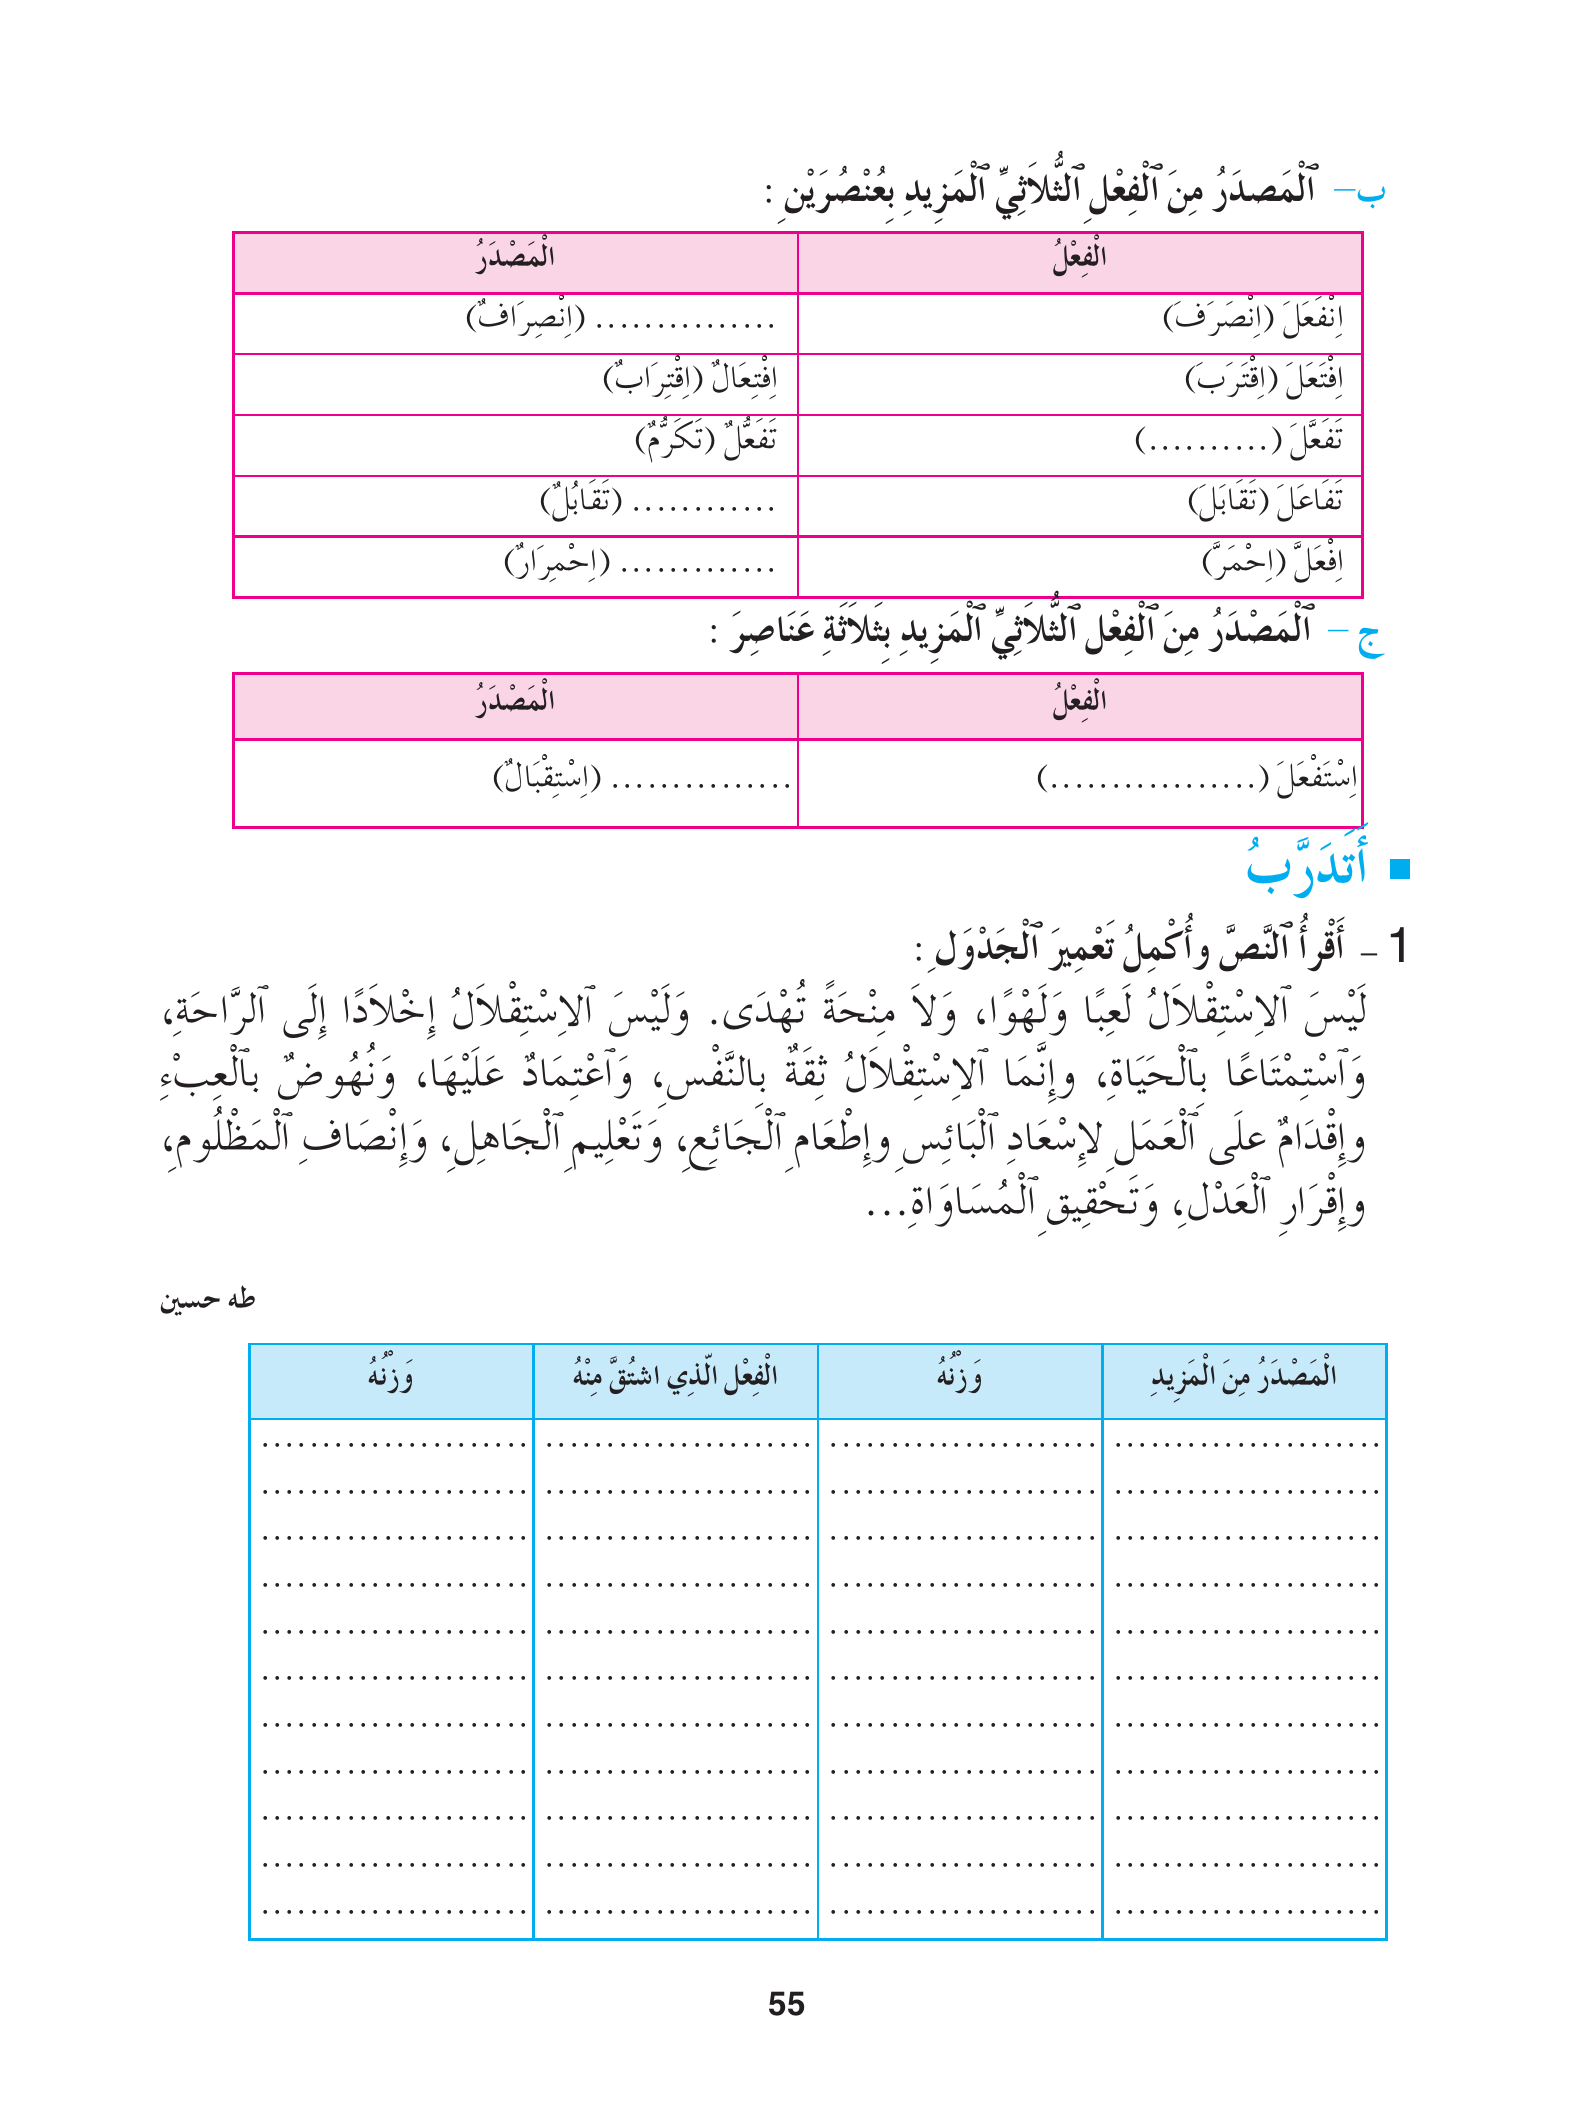 ب– ٱلْمَصدَرُ مِنَ ٱلْفِعْلِ ٱلثُّلاَثِيِّ ٱلْمَزِيدِ بِعُنْصُرَيْنِ :
الْفِعْلُ الْمَصْدَرُ
اِنْفَعَلَ (اِنْصَرَفَ) ............... (اِنْصِرَافٌ)
اِفْتَعَلَ (اِقْتَرَبَ) اِفْتِعَالٌ (اِقْتِرَابٌ)
تَفَعَّلَ (..........) تَفَعُّلٌ (تَكَرُّمٌ)
تَفَاعَلَ (تَقَابَلَ) ............ (تَقَابُلٌ)
اِفْعَلَّ (اِحْمَرَّ) ............. (اِحْمِرَارٌ)
ج – ٱلْمَصْدَرُ مِنَ ٱلْفِعْلِ ٱلثُّلاَثِيِّ ٱلْمَزِيدِ بِثَلاَثَةِ عَنَاصِرَ :
الْفِعْلُ الْمَصْدَرُ
اِسْتَفْعَلَ (.................) ............... (اِسْتِقْبَالٌ)
■ أَتَدَرَّبُ
1 – أَقْرأُ ٱلنَّصَّ وأُكْمِلُ تَعْمِيرَ ٱلْجَدْوَلِ :
لَيْسَ ٱلاِسْتِقْلاَلُ لَعِبًا وَلَهْوًا، وَلاَ مِنْحَةً تُهْدَى. وَلَيْسَ ٱلاِسْتِقْلاَلُ إِخْلاَدًا إِلَى ٱلرَّاحَةِ،
وَٱسْتِمْتَاعًا بِٱلْحَيَاةِ، وإِنَّمَا ٱلاِسْتِقْلاَلُ ثِقَةٌ بِالنَّفْسِ، وَٱعْتِمَادٌ عَلَيْهَا، وَنُهُوضٌ بٱلْعِبْءِ
وإِقْدَامٌ علَى ٱلْعَمَلِ لإِسْعَادِ ٱلْبَائِسِ وإِطْعَامِ ٱلْجَائِعِ، وَتَعْلِيمِ ٱلْجَاهِلِ، وَإِنْصَافِ ٱلْمَظْلُومِ،
وإِقْرَارِ ٱلْعَدْلِ، وَتَحْقِيقِ ٱلْمُسَاوَاةِ...
طه حسين
الْمَصْدَرُ مِنَ الْمَزِيدِ وَزْنُهُ الْفِعْل الّذِي اشتُقَّ مِنْهُ وَزْنُهُ
...................... ...................... ...................... ......................
...................... ...................... ...................... ......................
...................... ...................... ...................... ......................
...................... ...................... ...................... ......................
...................... ...................... ...................... ......................
...................... ...................... ...................... ......................
...................... ...................... ...................... ......................
...................... ...................... ...................... ......................
...................... ...................... ...................... ......................
...................... ...................... ...................... ......................
...................... ...................... ...................... ......................
55